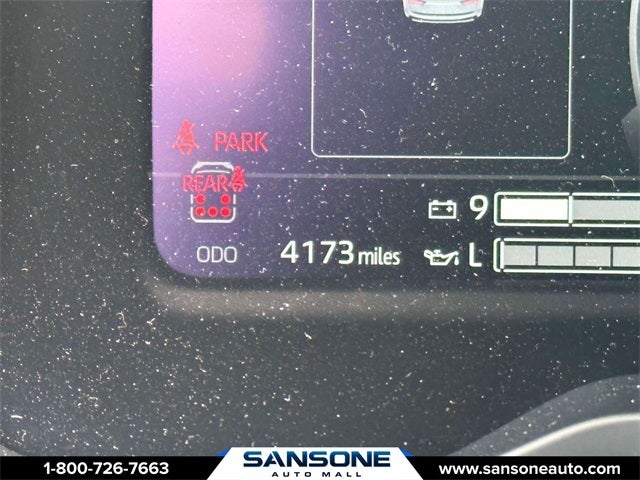 PARK
REAR
ODO 4173 miles
9
L
1-800-726-7663
SANSONE
AUTO MALL
www.sansoneauto.com